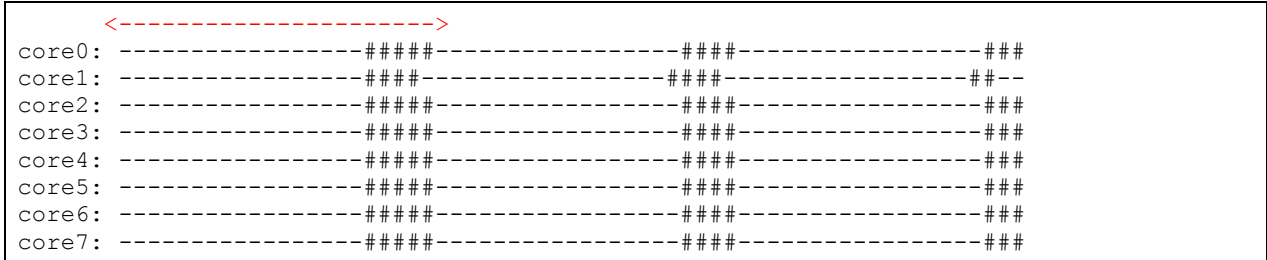 <---------------------->
core0: -----------------#####-----------------####-----------------###
core1: -----------------####-----------------####-----------------##--
core2: -----------------#####-----------------####-----------------###
core3: -----------------#####-----------------####-----------------###
core4: -----------------#####-----------------####-----------------###
core5: -----------------#####-----------------####-----------------###
core6: -----------------#####-----------------####-----------------###
core7: -----------------#####-----------------####-----------------###